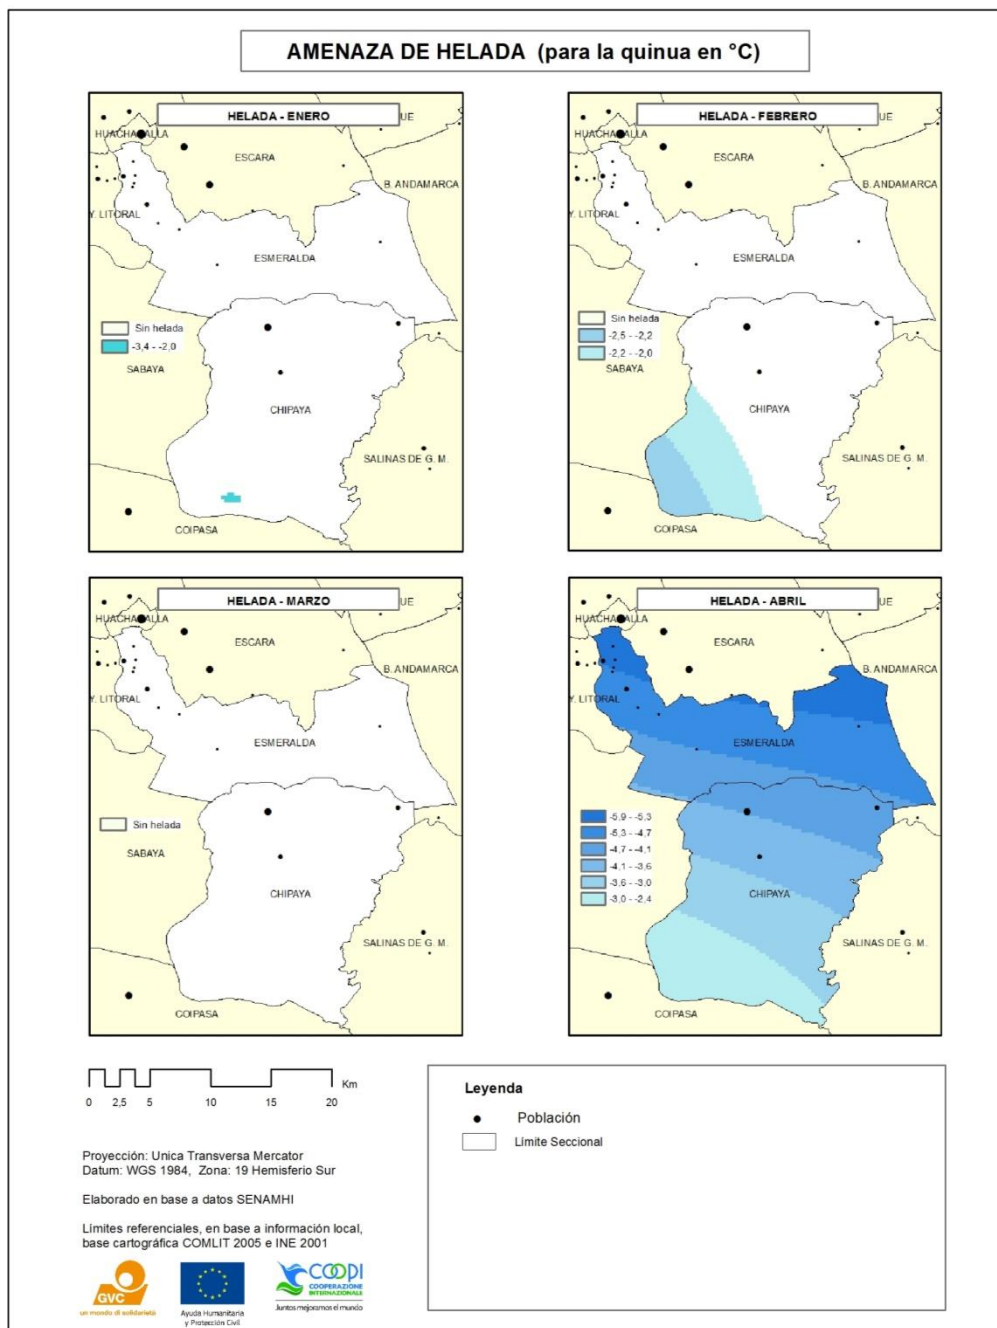 AMENAZA DE HELADA (para la quinua en °C)
HELADA - ENERO
UE
HUACHACALLA
ESCARA
B. ANDAMARCA
Y. LITORAL
ESMERALDA
Sin helada
-3,4 - -2,0
SABAYA
CHIPAYA
SALINAS DE G. M.
COIPASA
HELADA - FEBRERO
UE
HUACHACALLA
ESCARA
B. ANDAMARCA
Y. LITORAL
ESMERALDA
Sin helada
-2,5 - -2,2
-2,2 - -2,0
SABAYA
CHIPAYA
SALINAS DE G. M.
COIPASA
HELADA - MARZO
UE
HUACHACALLA
ESCARA
B. ANDAMARCA
Y. LITORAL
ESMERALDA
Sin helada
SABAYA
CHIPAYA
SALINAS DE G. M.
COIPASA
HELADA - ABRIL
UE
HUACHACALLA
ESCARA
B. ANDAMARCA
Y. LITORAL
ESMERALDA
-5,9 - -5,3
-5,3 - -4,7
-4,7 - -4,1
-4,1 - -3,6
-3,6 - -3,0
-3,0 - -2,4
SABAYA
CHIPAYA
SALINAS DE G. M.
COIPASA
Km
0 2,5 5 10 15 20
Proyección: Unica Transversa Mercator
Datum: WGS 1984, Zona: 19 Hemisferio Sur
Elaborado en base a datos SENAMHI
Límites referenciales, en base a información local,
base cartográfica COMLIT 2005 e INE 2001
GVC
un mondo di solidarietà
Ayuda Humanitaria
y Protección Civil
COOPI
COOPERAZIONE
INTERNAZIONALE
Juntos mejoramos el mundo
Leyenda
Población
Límite Seccional